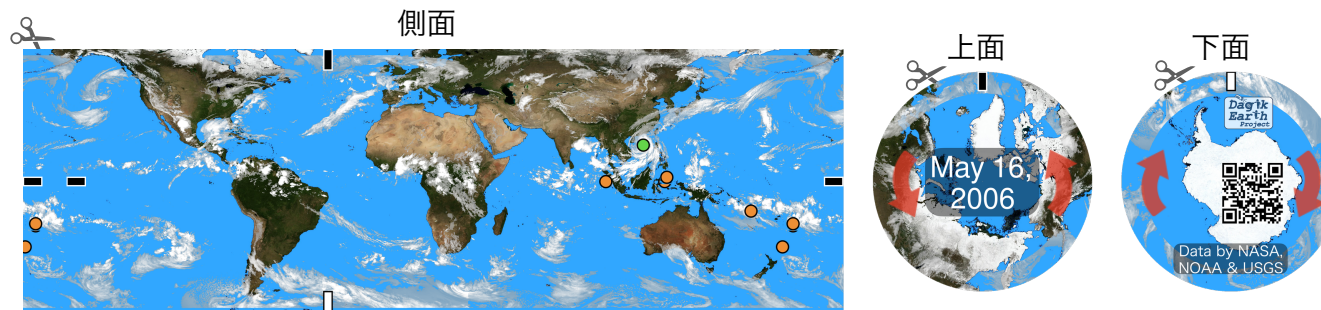 側面
上面
下面
May 16,
2006
Dagik
Earth
Project
Data by NASA,
NOAA & USGS